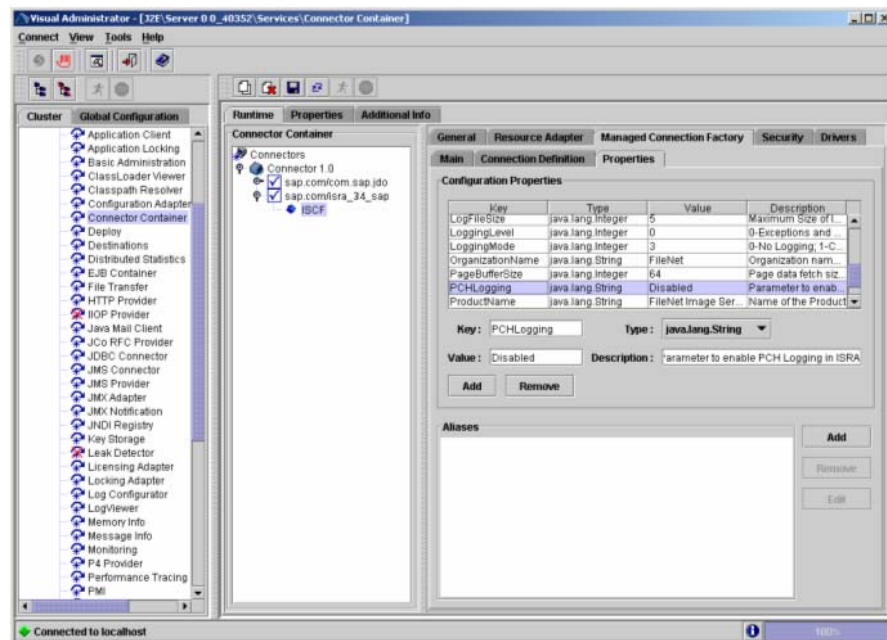 Visual Administrator - [J2E\Server 0 0_40352\Services\Connector Container]
Connect View Tools Help
Cluster Global Configuration
Application Client
Application Locking
Basic Administration
ClassLoader Viewer
Classpath Resolver
Configuration Adapter
Connector Container
Deploy
Destinations
Distributed Statistics
EJB Container
File Transfer
HTTP Provider
IIOP Provider
Java Mail Client
JCo RFC Provider
JDBC Connector
JMS Connector
JMS Provider
JMX Adapter
JMX Notification
JNDI Registry
Key Storage
Leak Detector
Licensing Adapter
Locking Adapter
Log Configurator
LogViewer
Memory Info
Message Info
Monitoring
P4 Provider
Performance Tracing
PMI
Runtime Properties Additional Info
Connector Container
Connectors
Connector 1.0
sap.com/com.sap.jdo
sap.com/isra_34_sap
ISCF
General Resource Adapter Managed Connection Factory Security Drivers
Main Connection Definition Properties
Configuration Properties
Key Type Value Description
LogFileSize java.lang.Integer 5 Maximum Size of l...
LoggingLevel java.lang.Integer 0 0-Exceptions and ...
LoggingMode java.lang.Integer 3 0-No Logging; 1-C...
OrganizationName java.lang.String FileNet Organization nam...
PageBufferSize java.lang.Integer 64 Page data fetch siz...
PCHLogging java.lang.String Disabled Parameter to enab...
ProductName java.lang.String FileNet Image Ser... Name of the Product
Key : PCHLogging Type : java.lang.String
Value : Disabled Description : arameter to enable PCH Logging in ISRA
Add Remove
Aliases
Add
Remove
Edit
Connected to localhost
100%